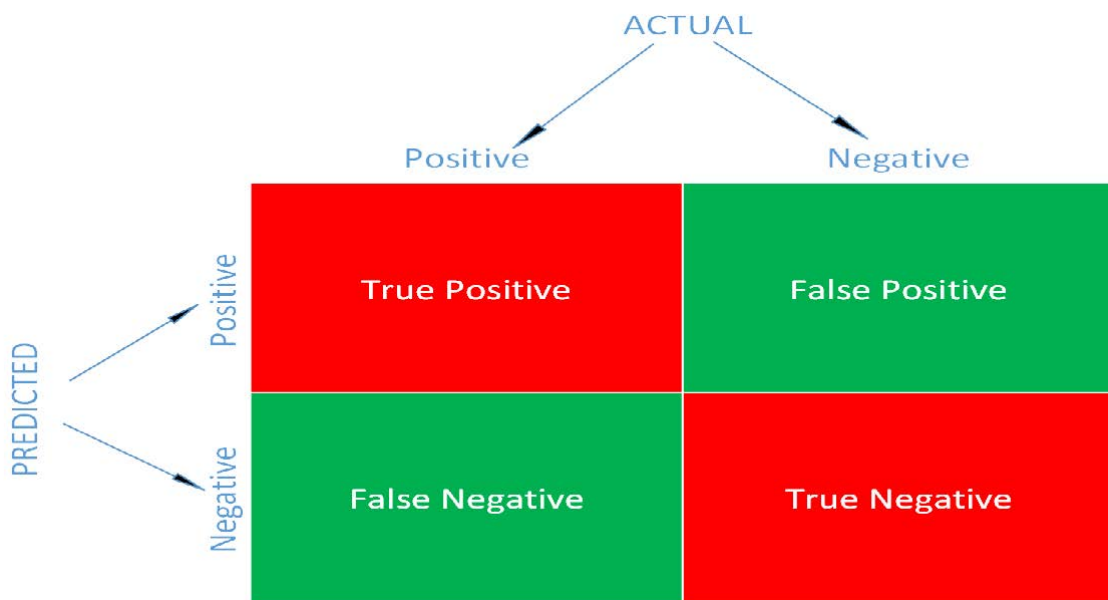 ACTUAL
Positive Negative
PREDICTED
Positive
True Positive False Positive
Negative
False Negative True Negative